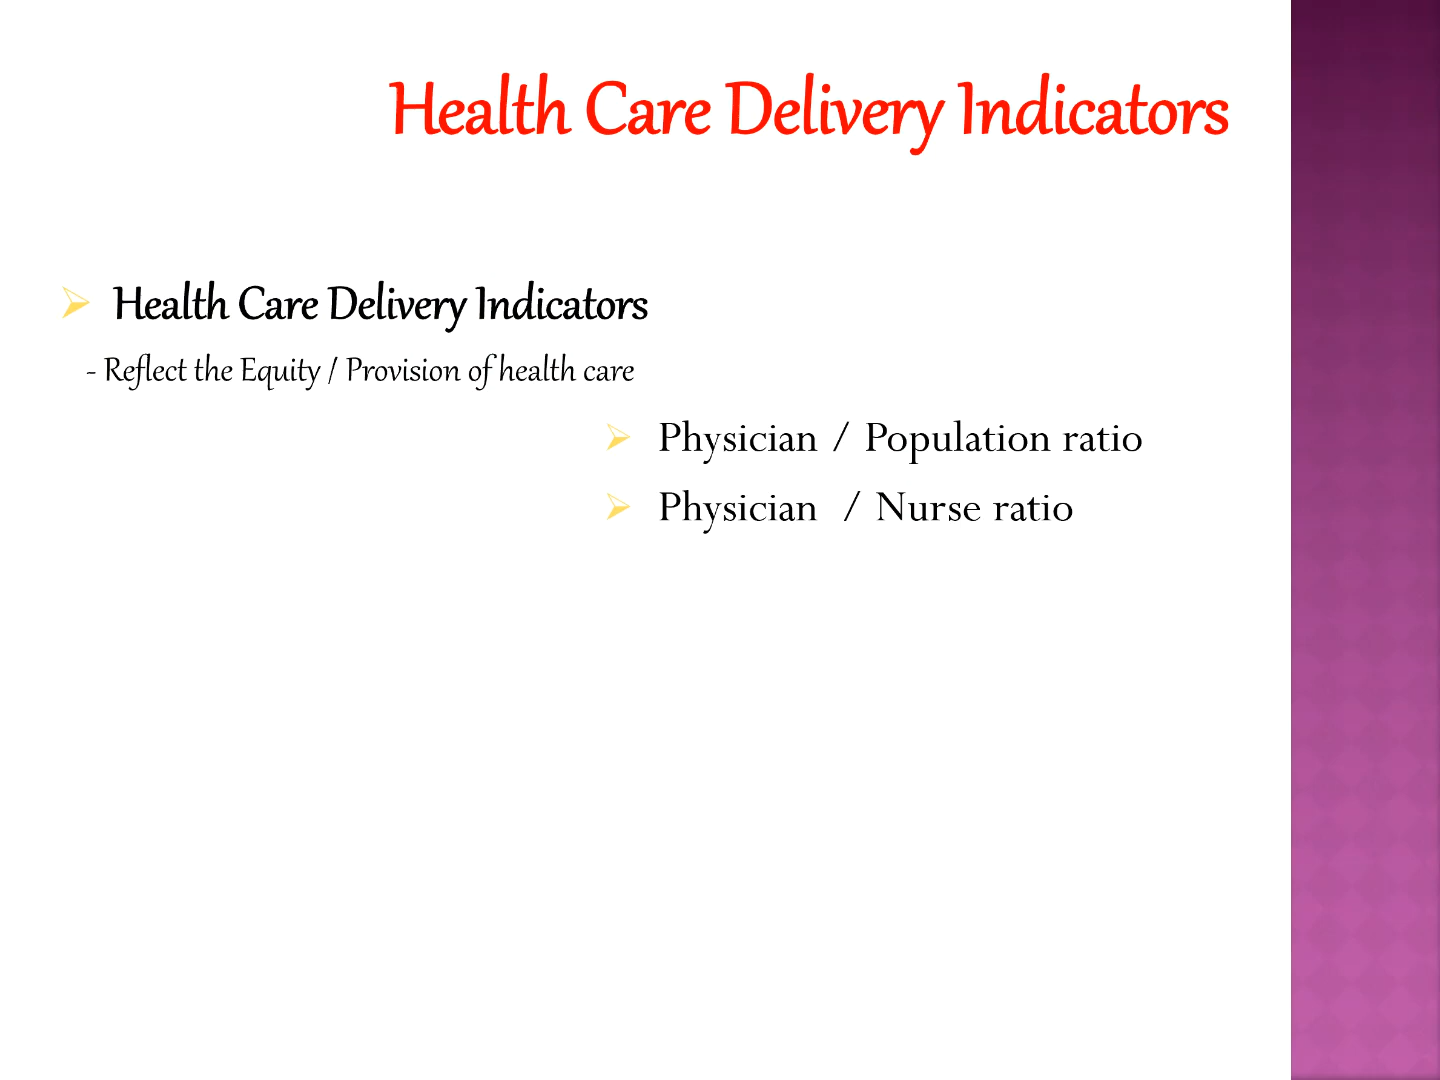 Health Care Delivery Indicators
➢ Health Care Delivery Indicators
- Reflect the Equity / Provision of health care
➢ Physician / Population ratio
➢ Physician / Nurse ratio